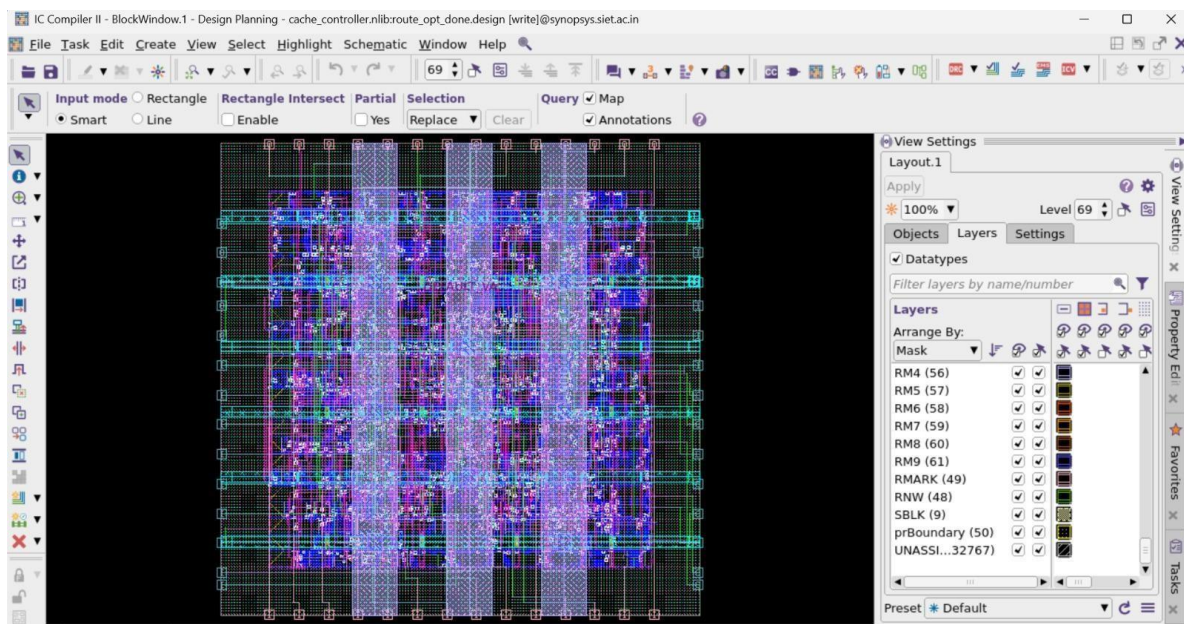 IC Compiler II - BlockWindow.1 - Design Planning - cache_controller.nlib:route_opt_done.design [write]@synopsys.siet.ac.in
File Task Edit Create View Select Highlight Schematic Window Help
69
Input mode Rectangle Rectangle Intersect Partial Selection Query Map
Smart Line Enable Yes Replace Clear Annotations
View Settings
Layout.1
Apply
100% Level 69
Objects Layers Settings
Datatypes
Filter layers by name/number
Layers
Arrange By:
Mask
RM4 (56)
RM5 (57)
RM6 (58)
RM7 (59)
RM8 (60)
RM9 (61)
RMARK (49)
RNW (48)
SBLK (9)
prBoundary (50)
UNASSI...32767)
Preset Default
View Setting
Property Edi
Favorites
Tasks